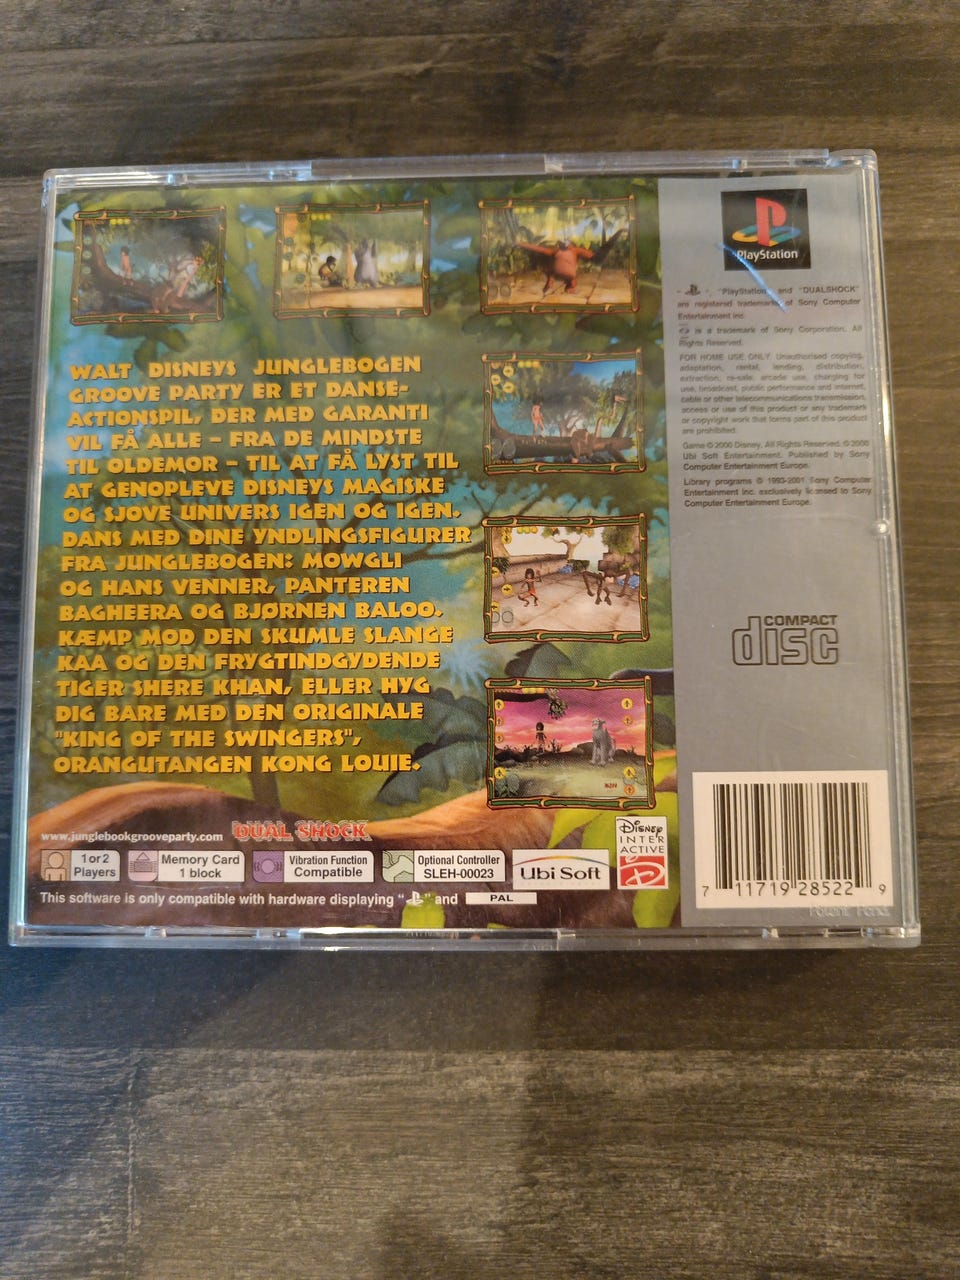 WALT DISNEYS JUNGLEBOGEN
GROOVE PARTY ER ET DANSE-
ACTIONSPIL, DER MED GARANTI
VIL FÅ ALLE – FRA DE MINDSTE
TIL OLDEMOR – TIL AT FÅ LYST TIL
AT GENOPLEVE DISNEYS MAGISKE
OG SJOVE UNIVERS IGEN OG IGEN.
DANS MED DINE YNDLINGSFIGURER
FRA JUNGLEBOGEN: MOWGLI
OG HANS VENNER, PANTEREN
BAGHEERA OG BJØRNEN BALOO.
KÆMP MOD DEN SKUMLE SLANGE
KAA OG DEN FRYGTINDGYDENDE
TIGER SHERE KHAN, ELLER HYG
DIG BARE MED DEN ORIGINALE
"KING OF THE SWINGERS",
ORANGUTANGEN KONG LOUIE.
www.junglebookgrooveparty.com DUAL SHOCK
1 or 2
Players
Memory Card
1 block
Vibration Function
Compatible
Optional Controller
SLEH-00023
Ubi Soft
Disney
INTER
ACTIVE
This software is only compatible with hardware displaying " " and PAL
PlayStation
"PlayStation" and "DUALSHOCK"
are registered trademarks of Sony Computer
Entertainment Inc.
is a trademark of Sony Corporation. All
Rights Reserved.
FOR HOME USE ONLY. Unauthorised copying,
adaptation, rental, lending, distribution,
extraction, re-sale, arcade use, charging for
use, broadcast, public performance and internet,
cable or other telecommunications transmission,
access or use of this product or any trademark
or copyright work that forms part of this product
are prohibited.
Game © 2000 Disney. All Rights Reserved. © 2000
Ubi Soft Entertainment. Published by Sony
Computer Entertainment Europe.
Library programs © 1993-2001 Sony Computer
Entertainment Inc. exclusively licensed to Sony
Computer Entertainment Europe.
COMPACT
disc
7 11719 28522 9